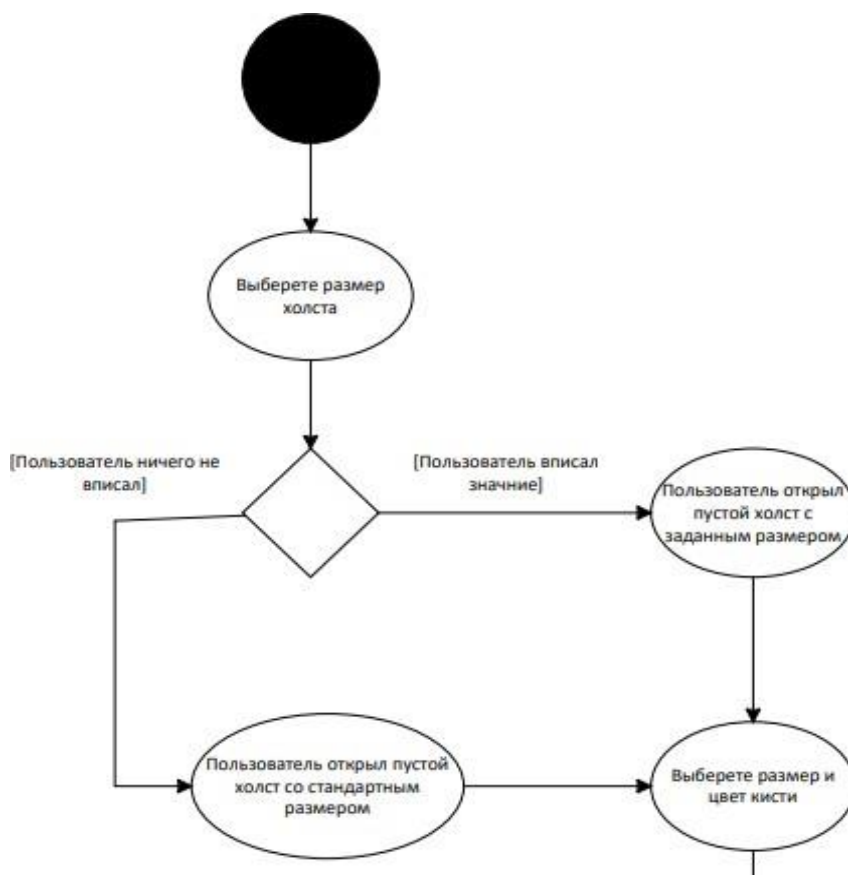 Выберете размер
холста
[Пользователь ничего не
вписал]
[Пользователь вписал
значние]
Пользователь открыл
пустой холст с
заданным размером
Пользователь открыл пустой
холст со стандартным
размером
Выберете размер и
цвет кисти